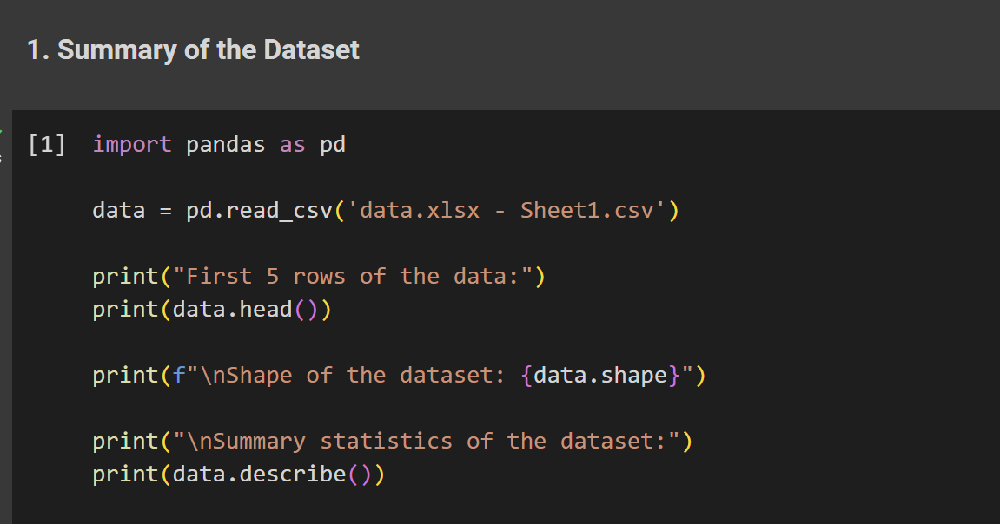 1. Summary of the Dataset
[1] import pandas as pd
data = pd.read_csv('data.xlsx - Sheet1.csv')
print("First 5 rows of the data:")
print(data.head())
print(f"\nShape of the dataset: {data.shape}")
print("\nSummary statistics of the dataset:")
print(data.describe())